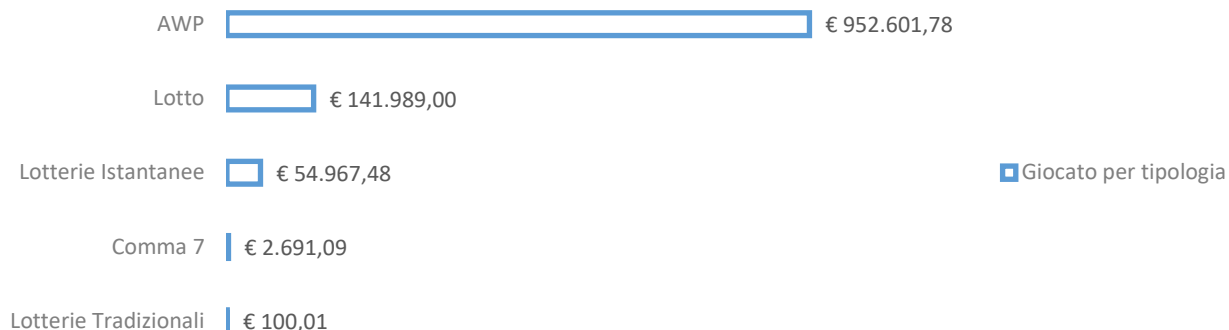 AWP € 952.601,78
Lotto € 141.989,00
Lotterie Istantanee € 54.967,48
Giocato per tipologia
Comma 7 € 2.691,09
Lotterie Tradizionali € 100,01